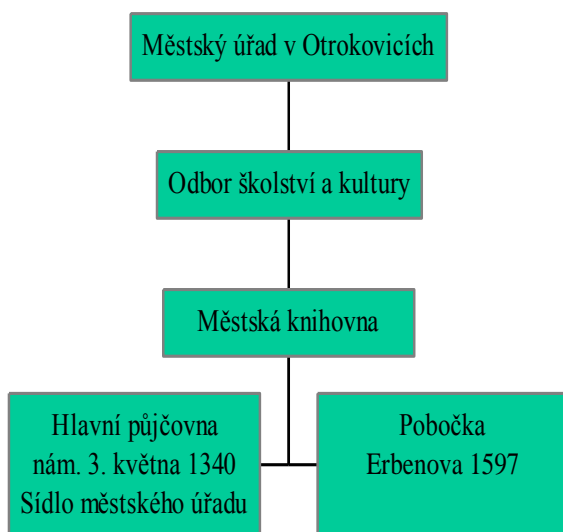 Městský úřad v Otrokovicích
Odbor školství a kultury
Městská knihovna
Hlavní půjčovna
nám. 3. května 1340
Sídlo městského úřadu
Pobočka
Erbenova 1597